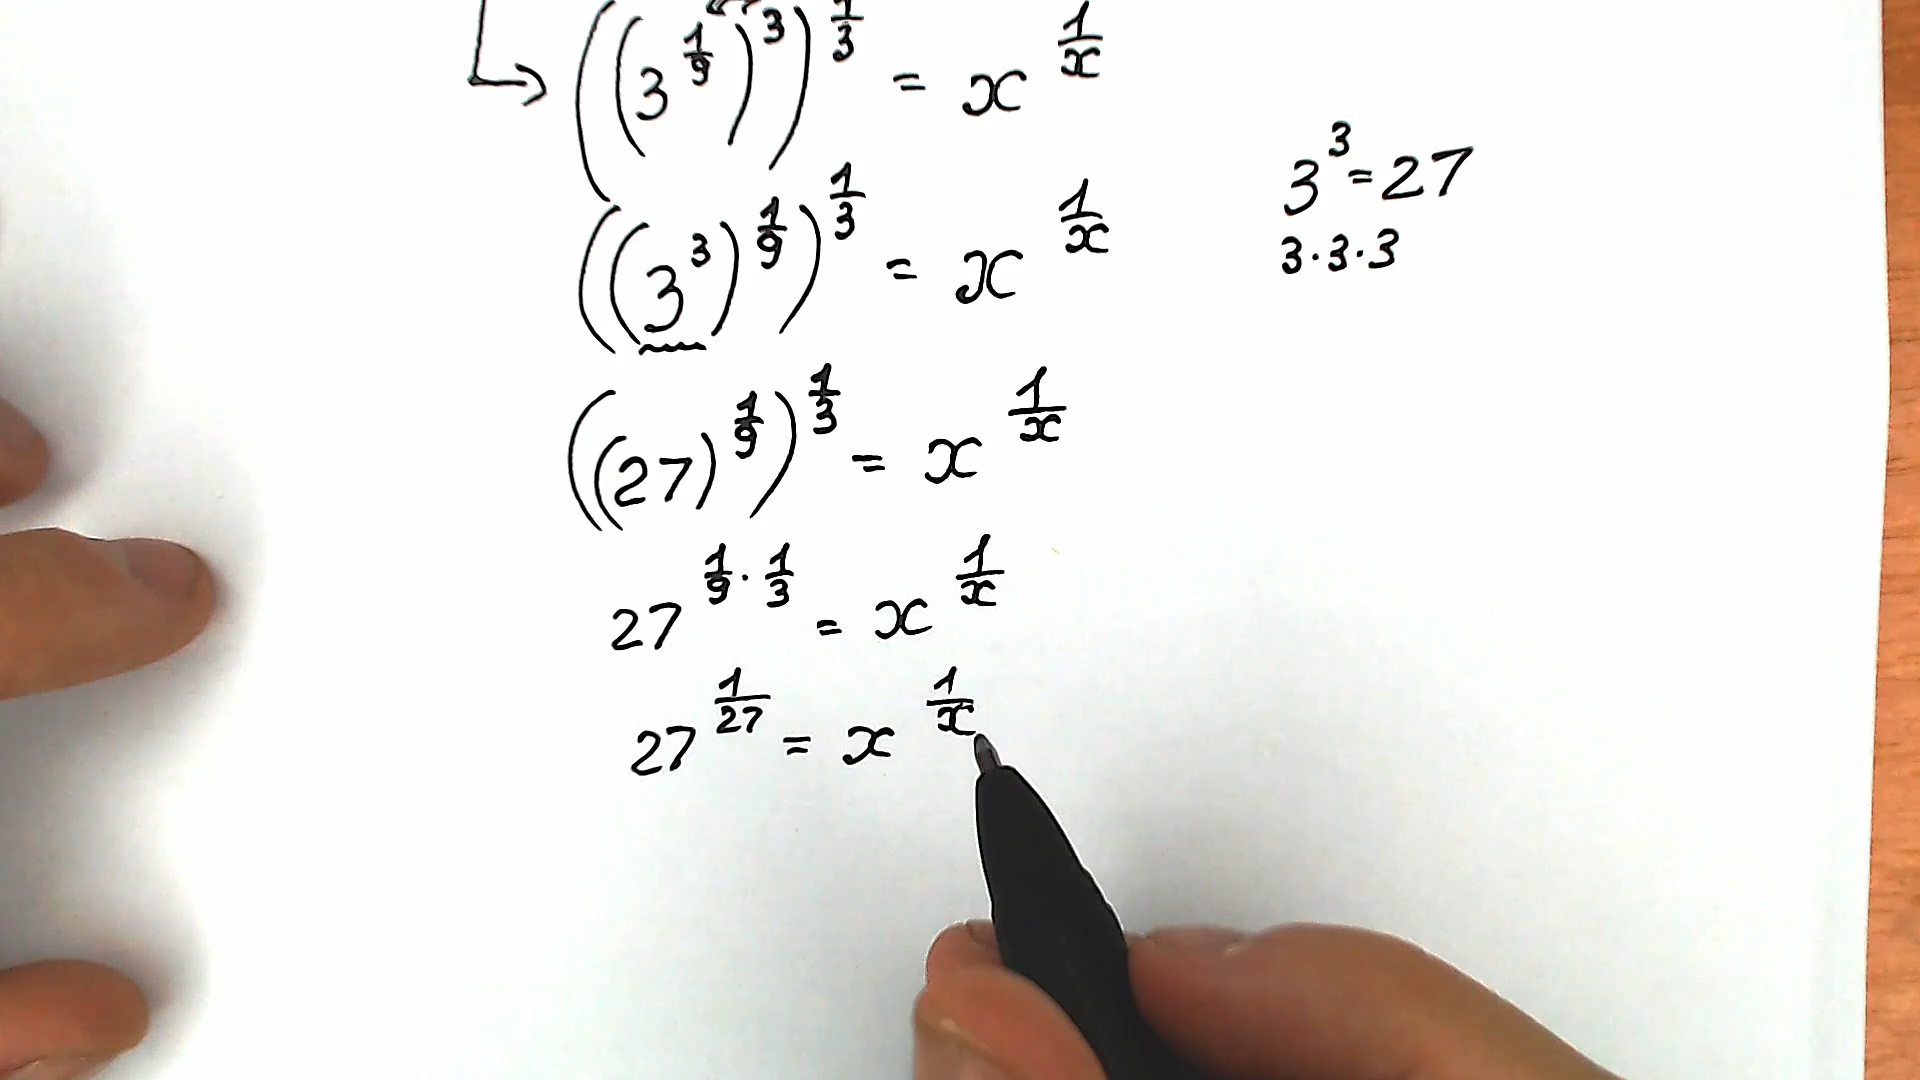 ((3^(1/9))^3)^(1/3) = x^(1/x)
3^3 = 27
((3^3)^(1/9))^(1/3) = x^(1/x)
3·3·3
((27)^(1/9))^(1/3) = x^(1/x)
27^(1/9 · 1/3) = x^(1/x)
27^(1/27) = x^(1/x)